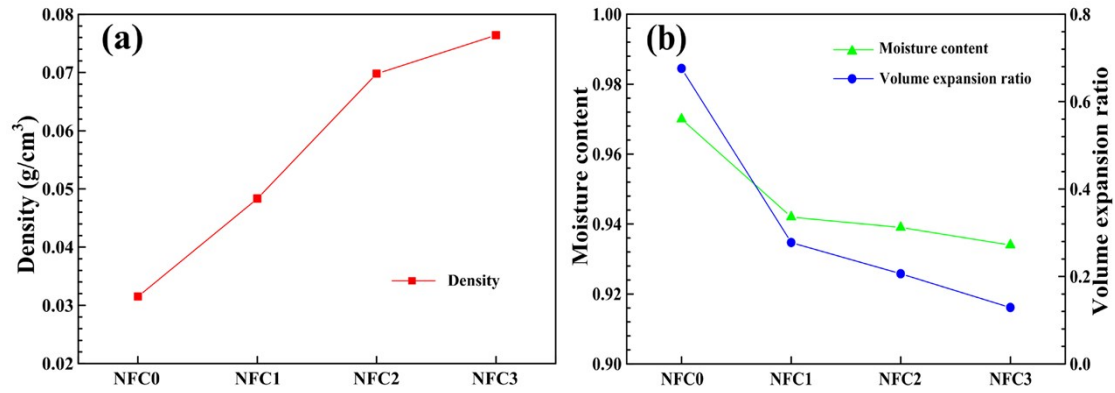 (a)
0.08
0.07
0.06
0.05
0.04
0.03
0.02
Density (g/cm³)
Density
NFC0 NFC1 NFC2 NFC3
(b)
1.00
0.98
0.96
0.94
0.92
0.90
Moisture content
Moisture content
Volume expansion ratio
0.8
0.6
0.4
0.2
0.0
Volume expansion ratio
NFC0 NFC1 NFC2 NFC3